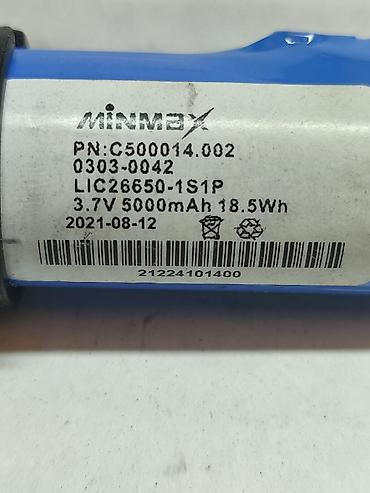 MINMAX
PN:C500014.002
0303-0042
LIC26650-1S1P
3.7V 5000mAh 18.5Wh
2021-08-12
21224101400